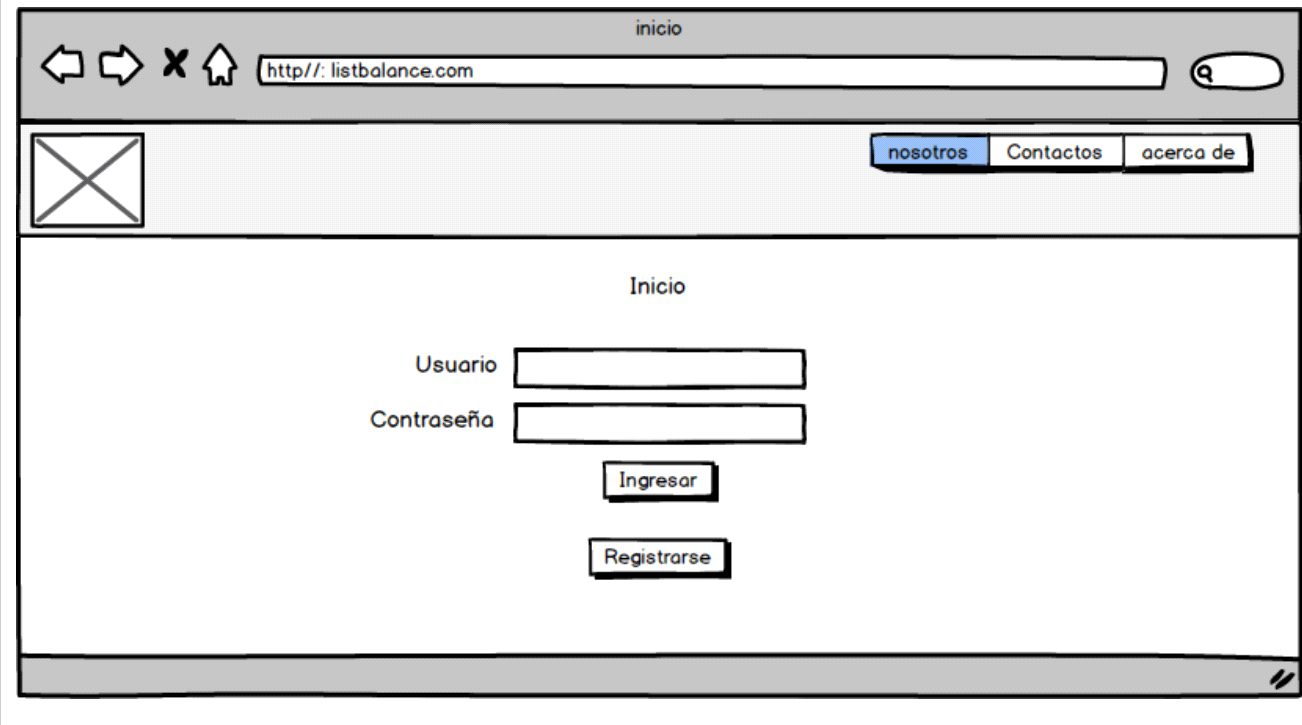 inicio
http//: listbalance.com
nosotros Contactos acerca de
Inicio
Usuario
Contraseña
Ingresar
Registrarse